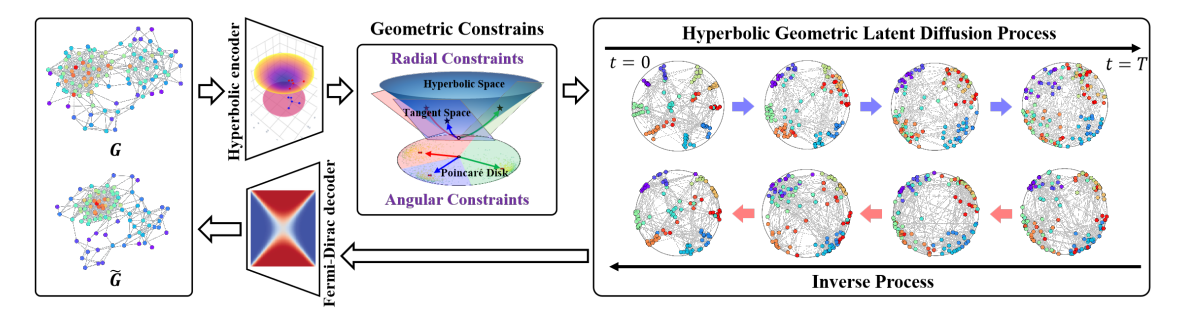 G
G̃
Hyperbolic encoder
Fermi-Dirac decoder
Geometric Constrains
Radial Constraints
Hyperbolic Space
Tangent Space
Poincaré Disk
Angular Constraints
Hyperbolic Geometric Latent Diffusion Process
t = 0
t = T
Inverse Process